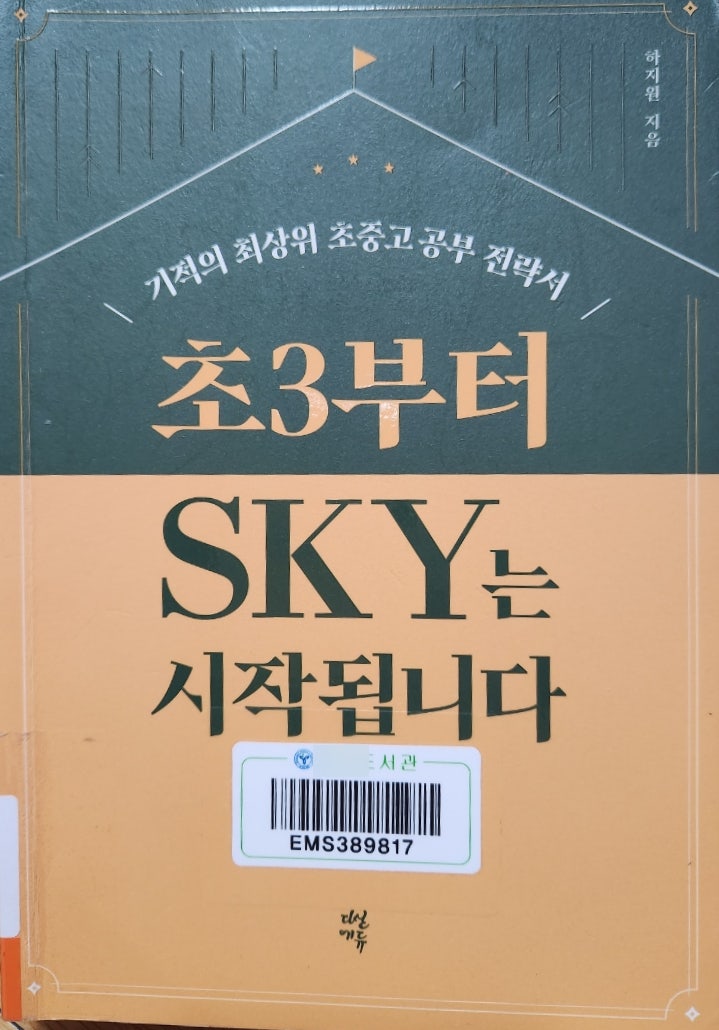 하지원 지음
기적의 최상위 초중고 공부 전략서
초3부터
SKY는
시작됩니다
서관
EMS389817
다산
에듀